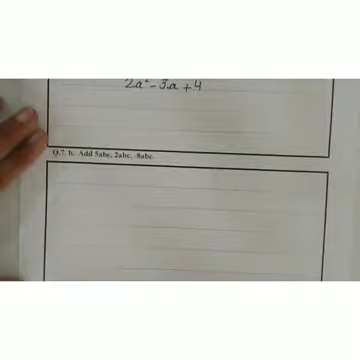 2a² - 3a + 4
Q.7. b. Add 5abc, 2abc, -8abc.